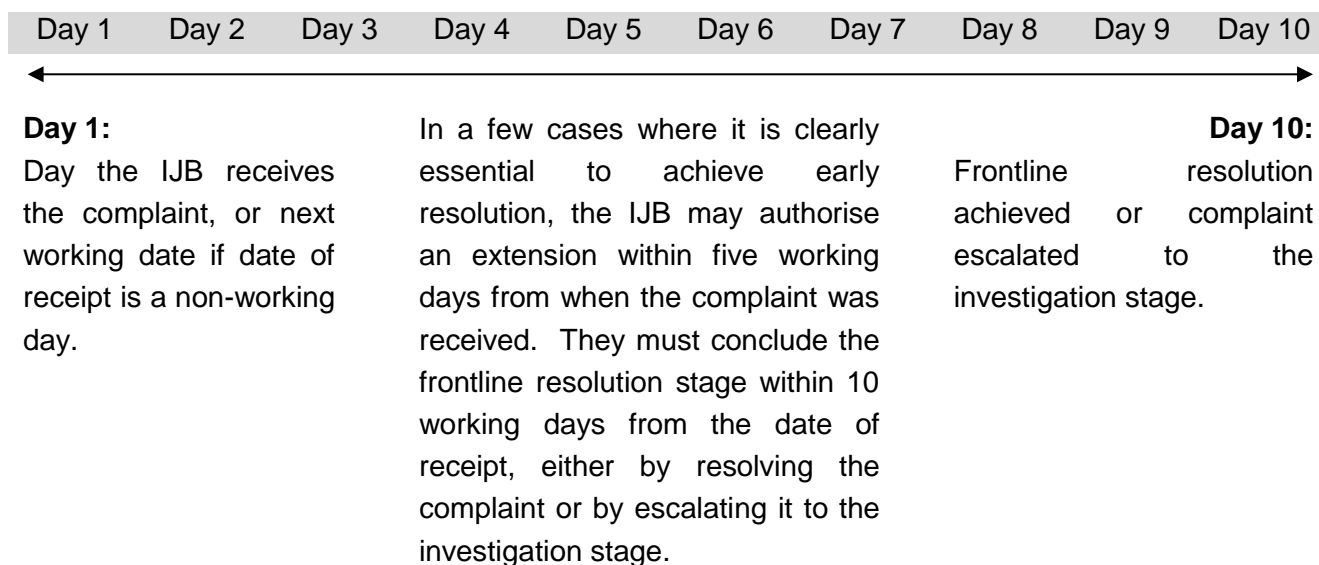 Day 1 Day 2 Day 3 Day 4 Day 5 Day 6 Day 7 Day 8 Day 9 Day 10
Day 1:
Day the IJB receives
the complaint, or next
working date if date of
receipt is a non-working
day.
In a few cases where it is clearly
essential to achieve early
resolution, the IJB may authorise
an extension within five working
days from when the complaint was
received. They must conclude the
frontline resolution stage within 10
working days from the date of
receipt, either by resolving the
complaint or by escalating it to the
investigation stage.
Day 10:
Frontline resolution
achieved or complaint
escalated to the
investigation stage.